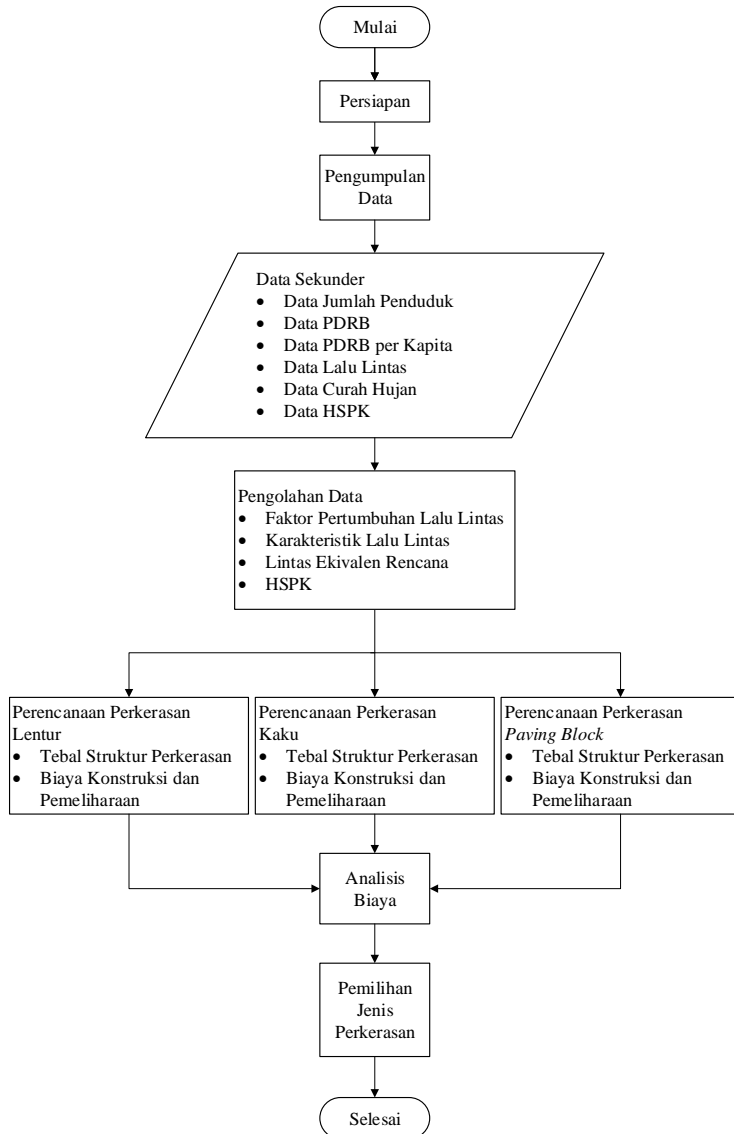 Mulai
Persiapan
Pengumpulan
Data
Data Sekunder
• Data Jumlah Penduduk
• Data PDRB
• Data PDRB per Kapita
• Data Lalu Lintas
• Data Curah Hujan
• Data HSPK
Pengolahan Data
• Faktor Pertumbuhan Lalu Lintas
• Karakteristik Lalu Lintas
• Lintas Ekivalen Rencana
• HSPK
Perencanaan Perkerasan
Lentur
• Tebal Struktur Perkerasan
• Biaya Konstruksi dan
Pemeliharaan
Perencanaan Perkerasan
Kaku
• Tebal Struktur Perkerasan
• Biaya Konstruksi dan
Pemeliharaan
Perencanaan Perkerasan
Paving Block
• Tebal Struktur Perkerasan
• Biaya Konstruksi dan
Pemeliharaan
Analisis
Biaya
Pemilihan
Jenis
Perkerasan
Selesai